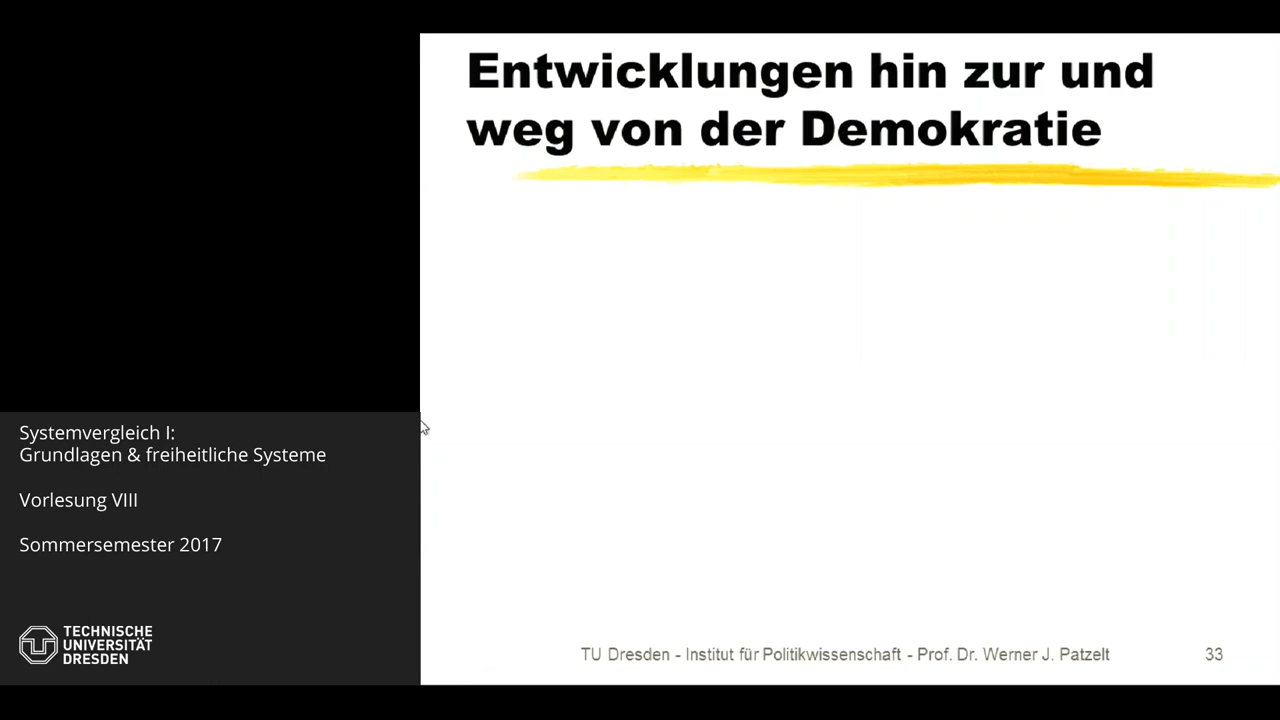 Entwicklungen hin zur und
weg von der Demokratie
Systemvergleich I:
Grundlagen & freiheitliche Systeme
Vorlesung VIII
Sommersemester 2017
TECHNISCHE
UNIVERSITÄT
DRESDEN
TU Dresden - Institut für Politikwissenschaft - Prof. Dr. Werner J. Patzelt
33